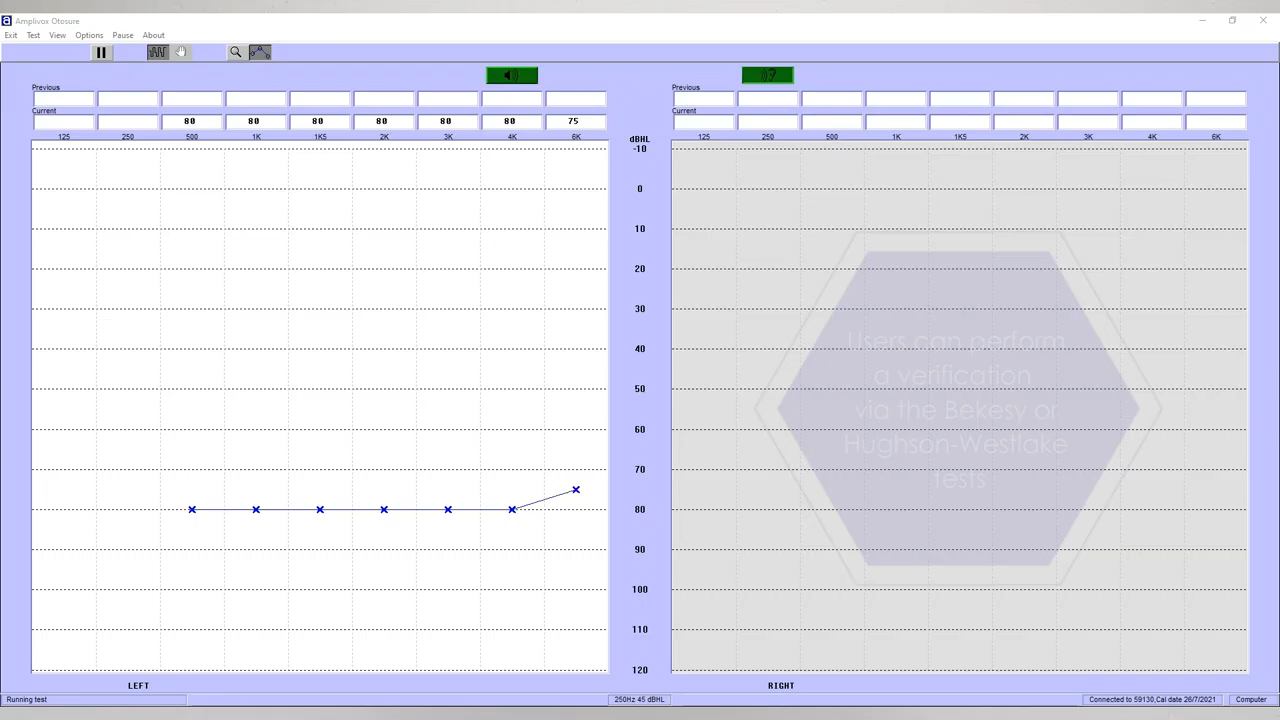 Amplivox Otosure
Exit Test View Options Pause About
Previous Previous
Current Current
80 80 80 80 80 80 75
125 250 500 1K 1K5 2K 3K 4K 6K dBHL 125 250 500 1K 1K5 2K 3K 4K 6K
-10
0
10
20
30
40
50
60
70
80
90
100
110
120
Users can perform
a verification
via the Bekesy or
Hughson-Westlake
tests
LEFT RIGHT
Running test 250Hz 45 dBHL Connected to 59130,Cal date 26/7/2021 Computer